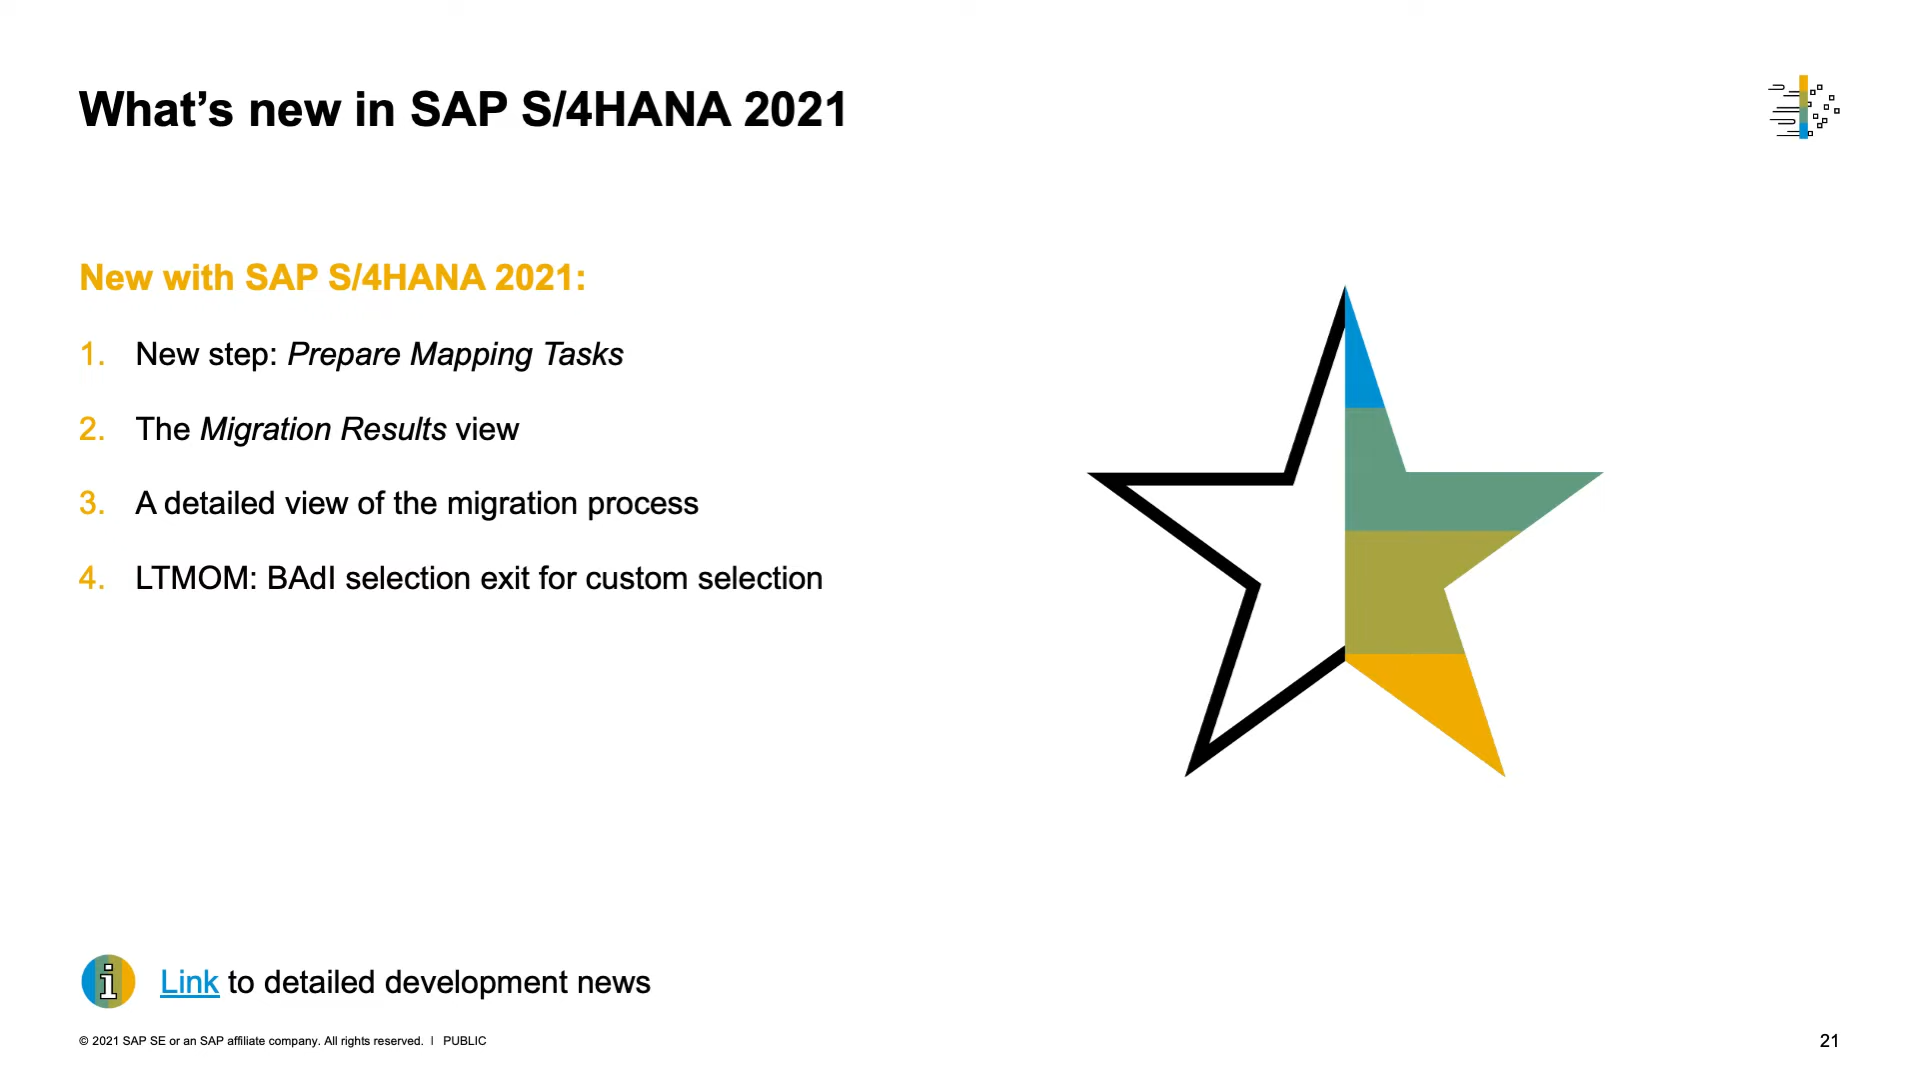 What’s new in SAP S/4HANA 2021
New with SAP S/4HANA 2021:
1. New step: Prepare Mapping Tasks
2. The Migration Results view
3. A detailed view of the migration process
4. LTMOM: BAdI selection exit for custom selection
i
Link to detailed development news
© 2021 SAP SE or an SAP affiliate company. All rights reserved. | PUBLIC
21